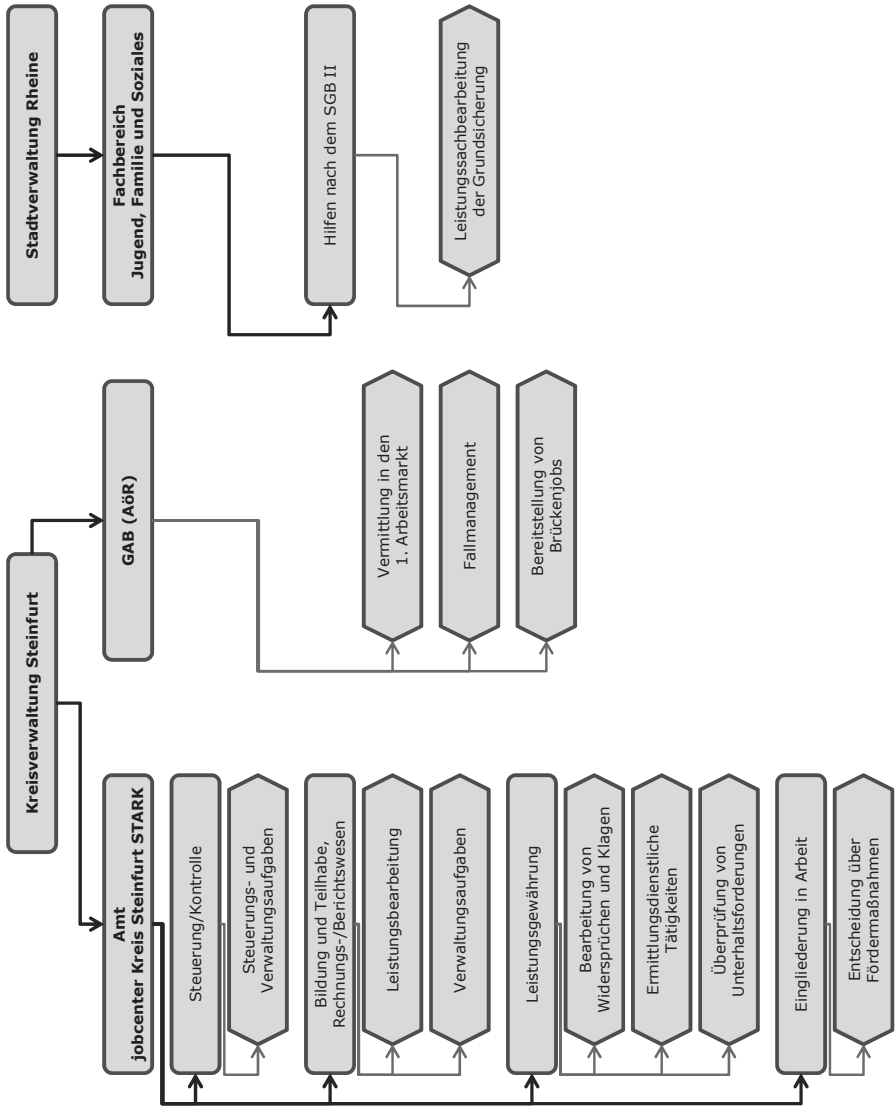 Kreisverwaltung Steinfurt
Amt
jobcenter Kreis Steinfurt STARK
Steuerung/Kontrolle
Steuerungs- und
Verwaltungsaufgaben
Bildung und Teilhabe,
Rechnungs-/Berichtswesen
Leistungsbearbeitung
Verwaltungsaufgaben
Leistungsgewährung
Bearbeitung von
Widersprüchen und Klagen
Ermittlungsdienstliche
Tätigkeiten
Überprüfung von
Unterhaltsforderungen
Eingliederung in Arbeit
Entscheidung über
Fördermaßnahmen
GAB (AöR)
Vermittlung in den
1. Arbeitsmarkt
Fallmanagement
Bereitstellung von
Brückenjobs
Stadtverwaltung Rheine
Fachbereich
Jugend, Familie und Soziales
Hilfen nach dem SGB II
Leistungssachbearbeitung
der Grundsicherung